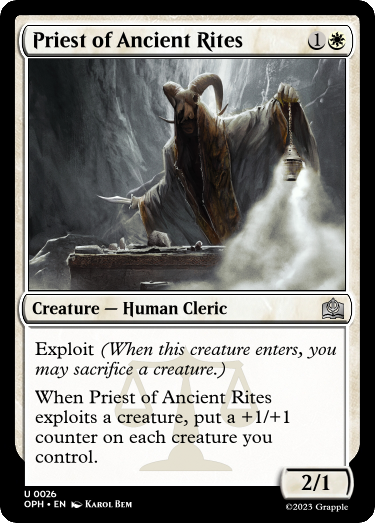 Priest of Ancient Rites 1
Creature — Human Cleric
Exploit (When this creature enters, you
may sacrifice a creature.)
When Priest of Ancient Rites
exploits a creature, put a +1/+1
counter on each creature you
control.
2/1
U 0026
OPH • EN Karol Bem
©2023 Grapple